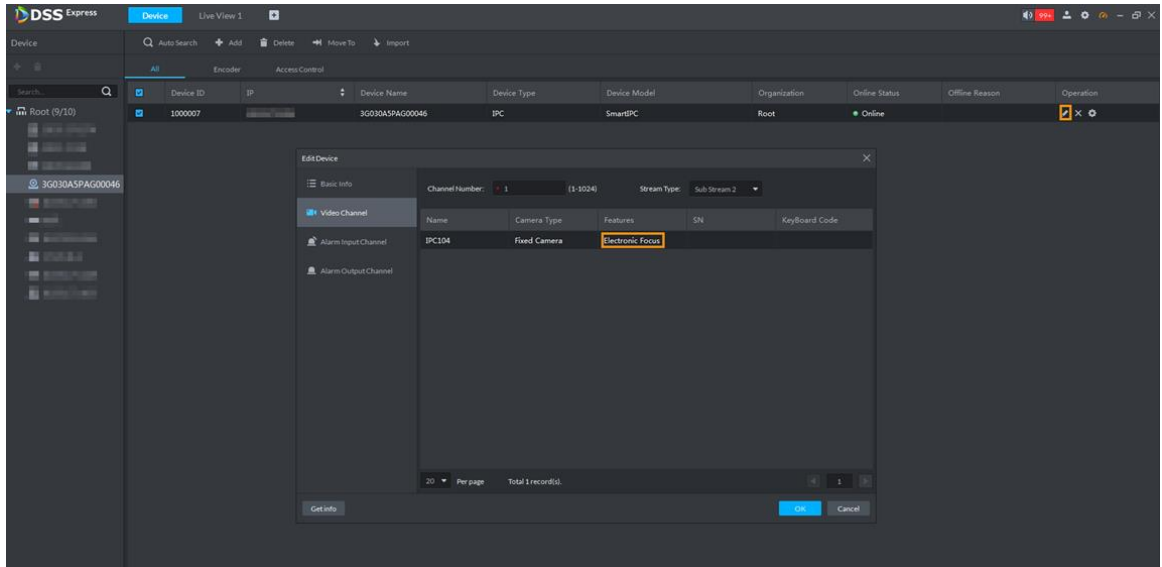 DSS Express
Device
Live View 1
99+
Device
Auto Search
Add
Delete
Move To
Import
All
Encoder
Access Control
Search...
Device ID
IP
Device Name
Device Type
Device Model
Organization
Online Status
Offline Reason
Operation
Root (9/10)
1000007
3G030A5PAG00046
IPC
SmartIPC
Root
Online
3G030A5PAG00046
Edit Device
Basic Info
Video Channel
Alarm Input Channel
Alarm Output Channel
Channel Number: * 1 (1-1024)
Stream Type: Sub Stream 2
Name
Camera Type
Features
SN
KeyBoard Code
IPC104
Fixed Camera
Electronic Focus
20
Per page
Total 1 record(s).
1
Get info
OK
Cancel